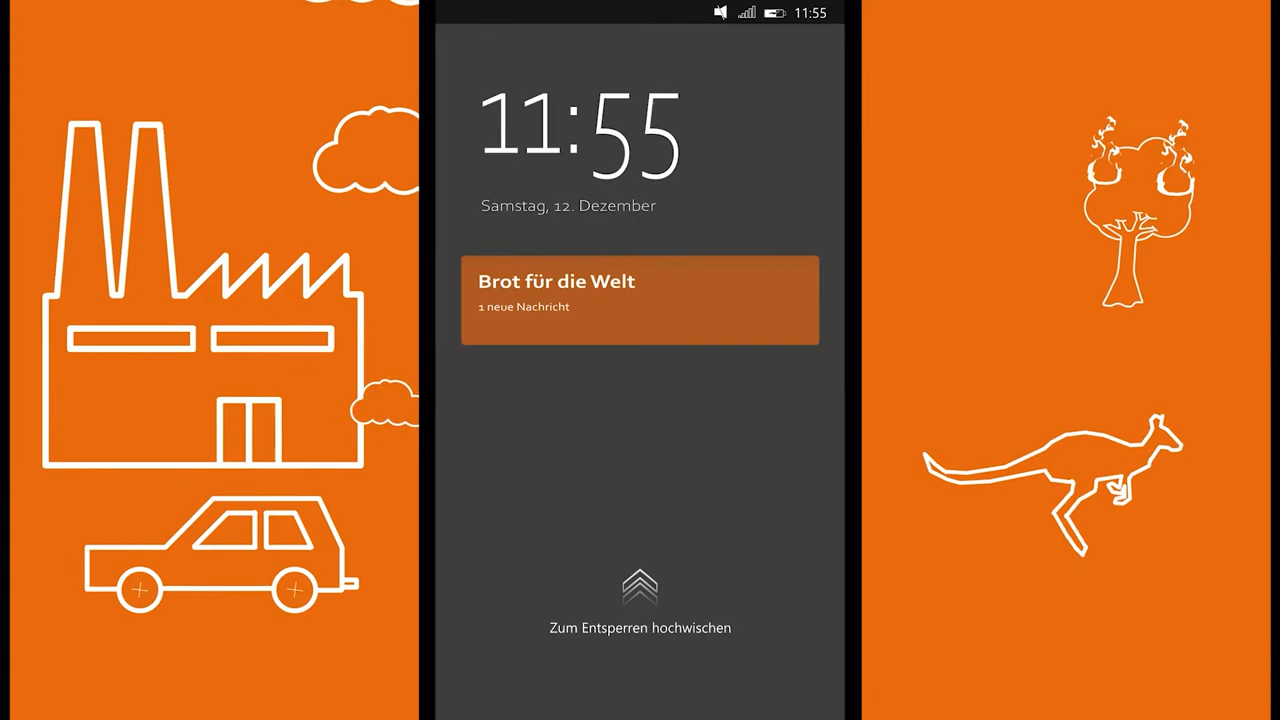 11:55
11:55
Samstag, 12. Dezember
Brot für die Welt
1 neue Nachricht
Zum Entsperren hochwischen